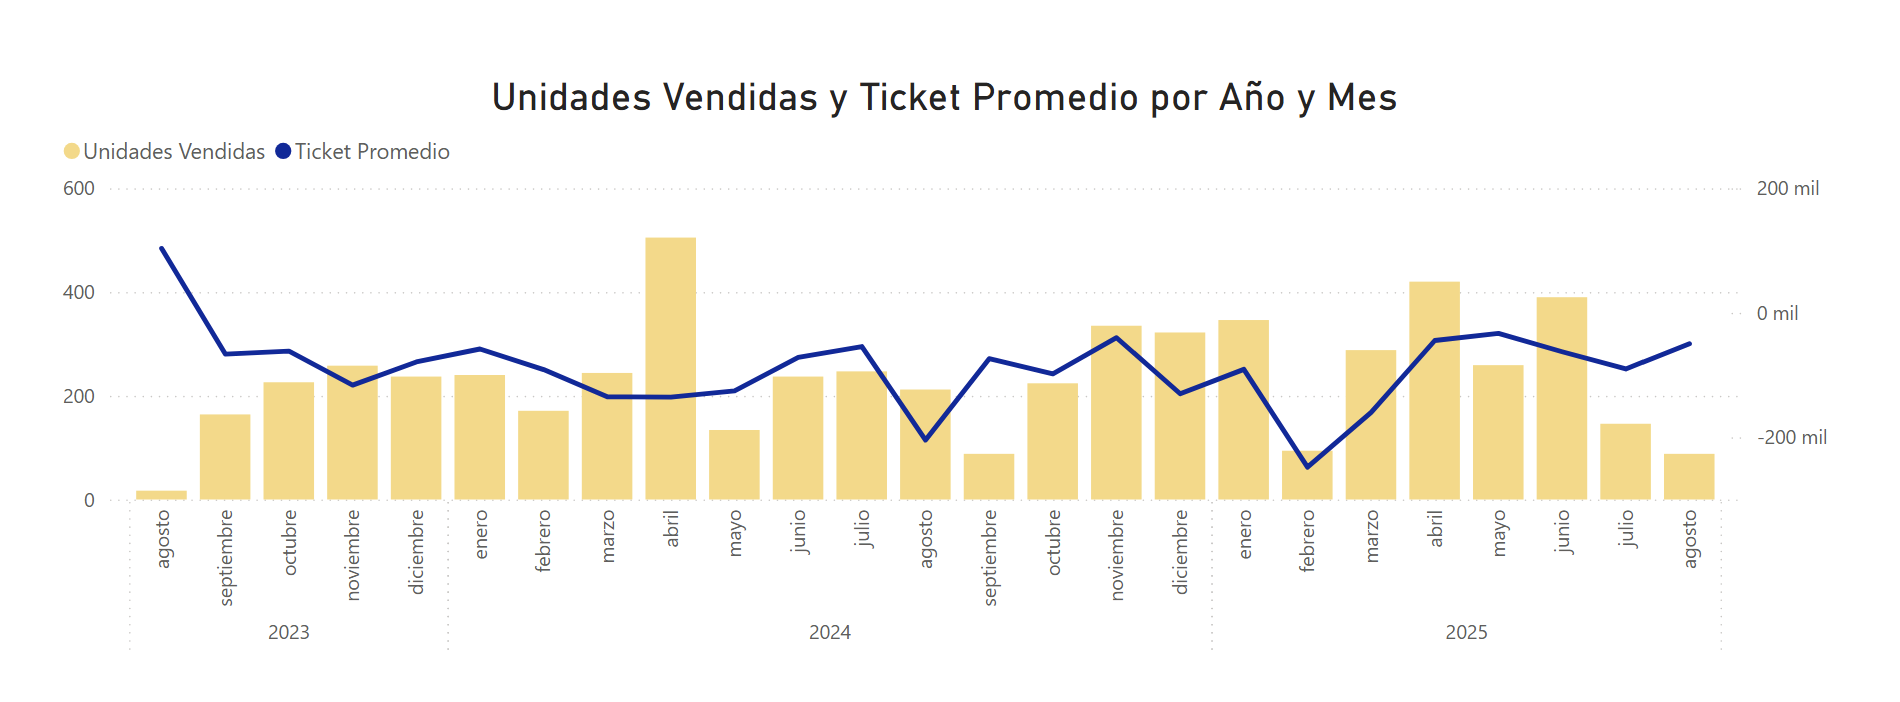 Unidades Vendidas y Ticket Promedio por Año y Mes
Unidades Vendidas Ticket Promedio
600
400
200
0
200 mil
0 mil
-200 mil
agosto
septiembre
octubre
noviembre
diciembre
enero
febrero
marzo
abril
mayo
junio
julio
agosto
septiembre
octubre
noviembre
diciembre
enero
febrero
marzo
abril
mayo
junio
julio
agosto
2023
2024
2025